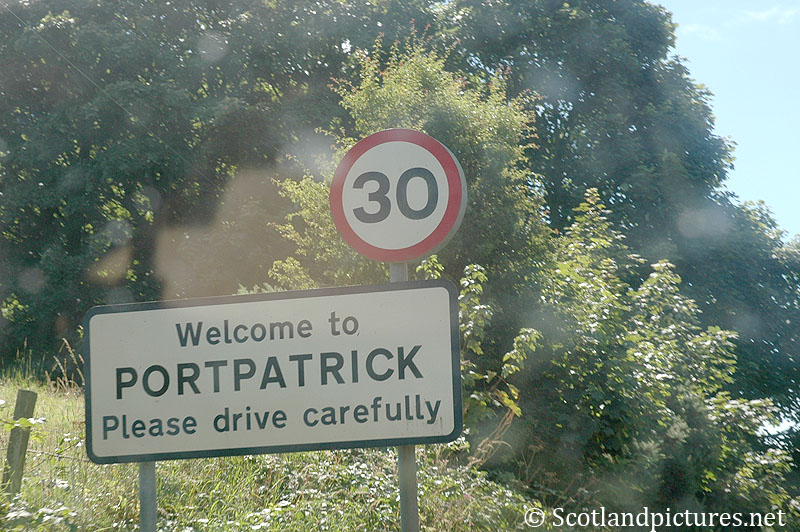 30
Welcome to
PORTPATRICK
Please drive carefully
© Scotlandpictures.net